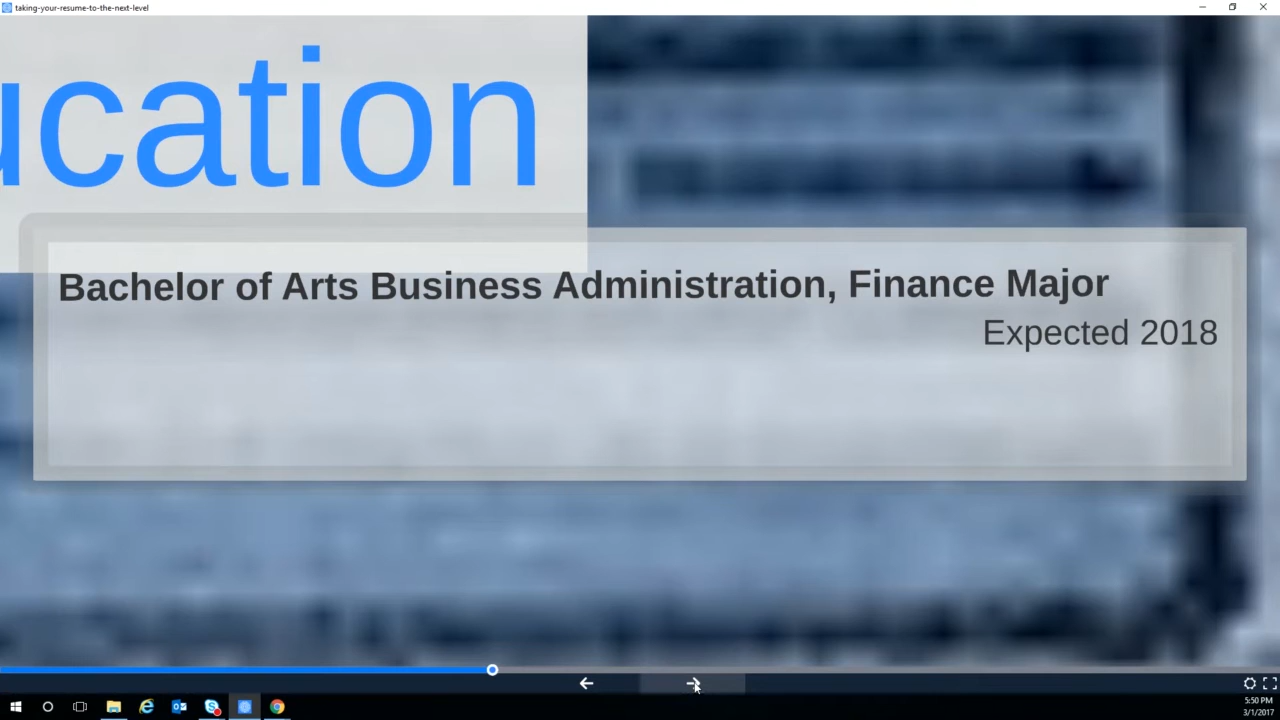 taking-your-resume-to-the-next-level
ucation
Bachelor of Arts Business Administration, Finance Major
Expected 2018
5:50 PM
3/1/2017